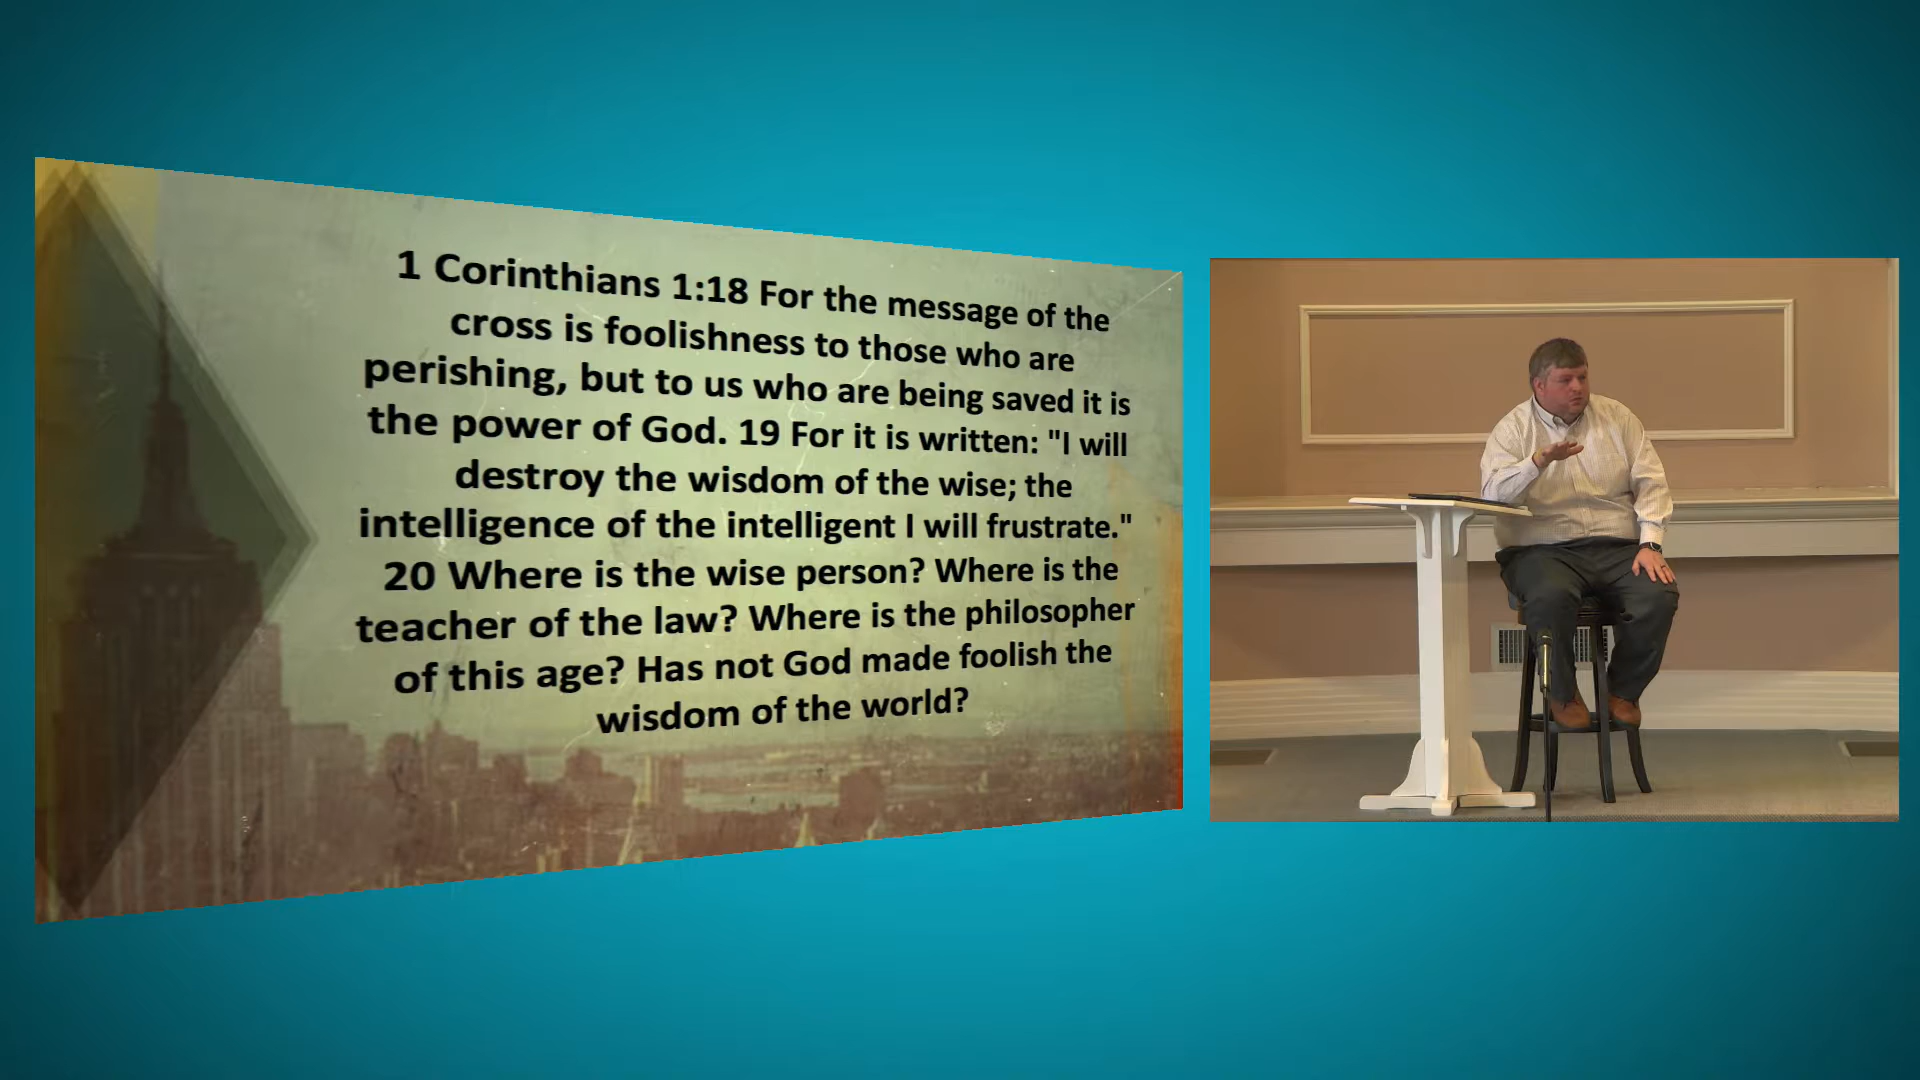 1 Corinthians 1:18 For the message of the
cross is foolishness to those who are
perishing, but to us who are being saved it is
the power of God. 19 For it is written: "I will
destroy the wisdom of the wise; the
intelligence of the intelligent I will frustrate."
20 Where is the wise person? Where is the
teacher of the law? Where is the philosopher
of this age? Has not God made foolish the
wisdom of the world?